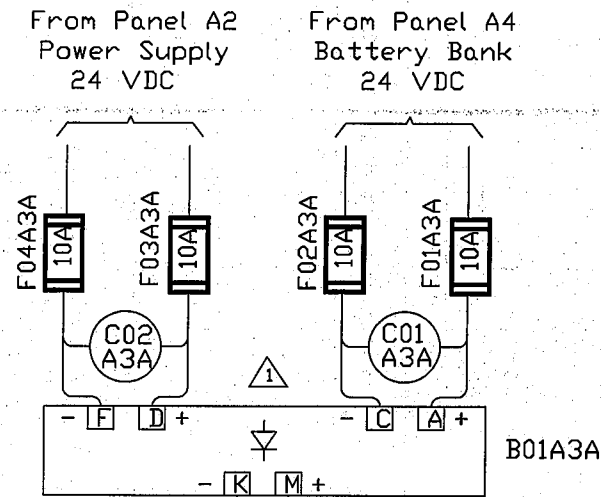 From Panel A2
Power Supply
24 VDC
From Panel A4
Battery Bank
24 VDC
F04A3A
10A
F03A3A
10A
F02A3A
10A
F01A3A
10A
C02
A3A
C01
A3A
1
- F D +
- C A +
B01A3A
- K M +